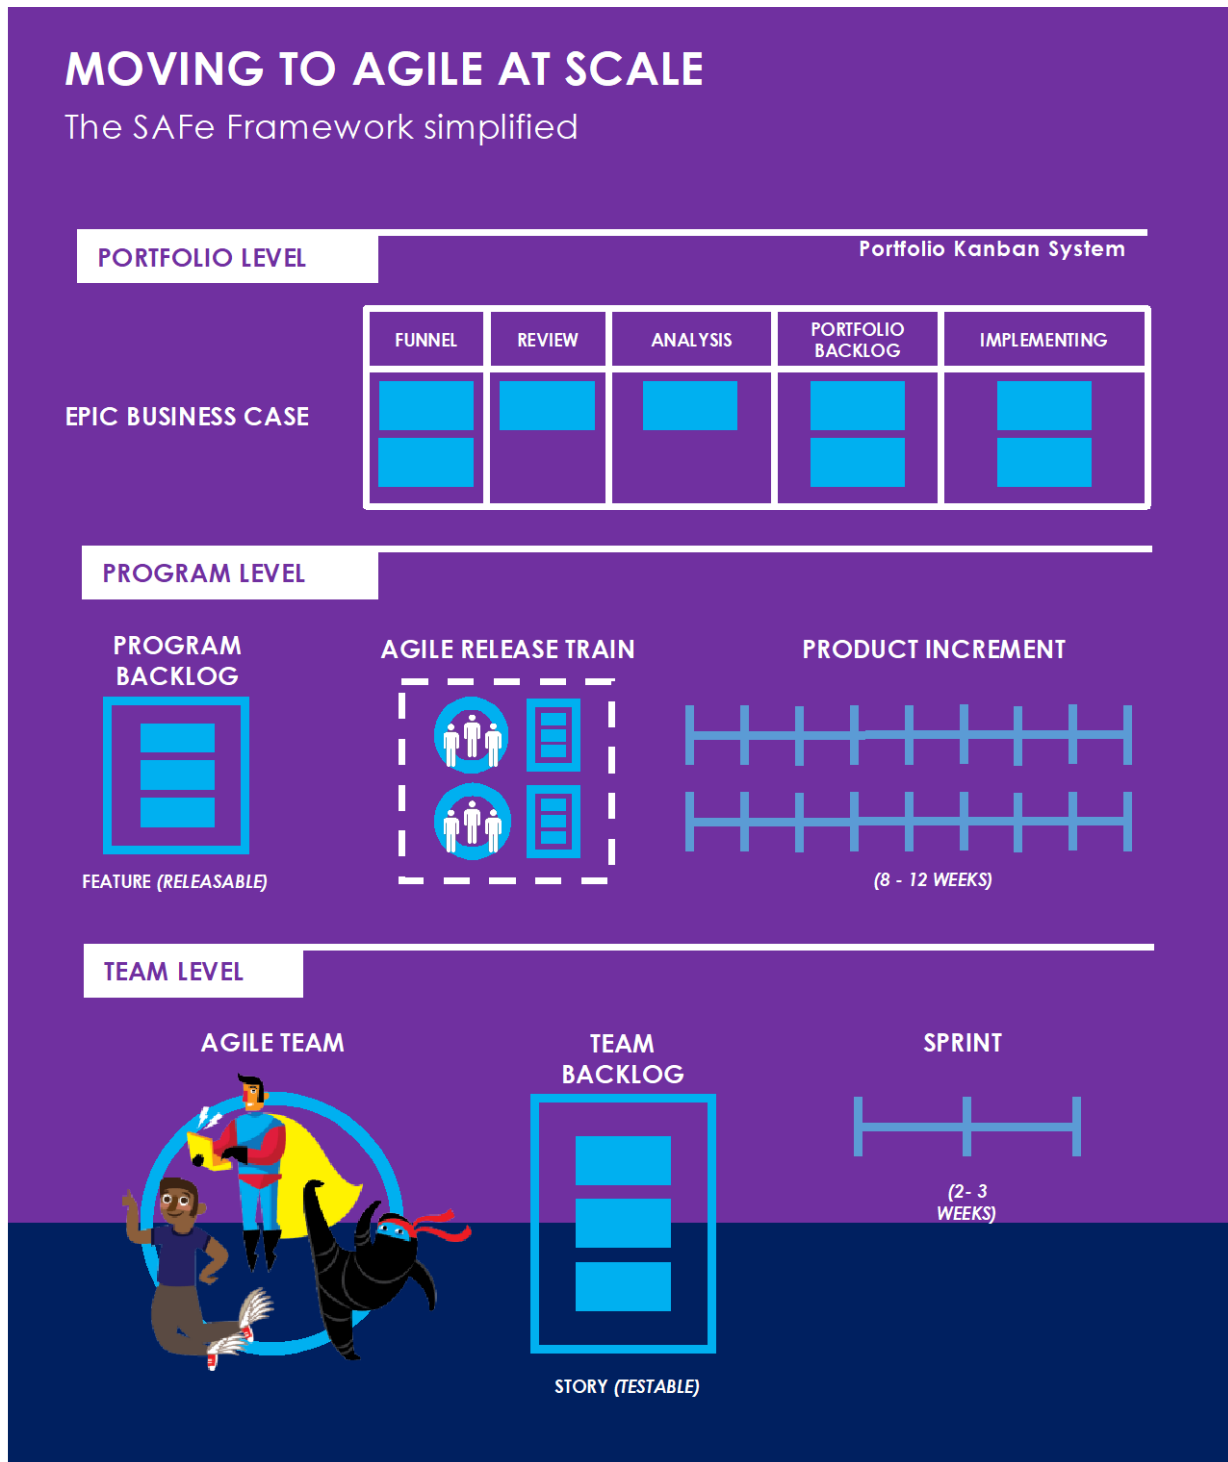 MOVING TO AGILE AT SCALE
The SAFe Framework simplified
PORTFOLIO LEVEL
Portfolio Kanban System
FUNNEL
REVIEW
ANALYSIS
PORTFOLIO
BACKLOG
IMPLEMENTING
EPIC BUSINESS CASE
PROGRAM LEVEL
PROGRAM
BACKLOG
AGILE RELEASE TRAIN
PRODUCT INCREMENT
FEATURE (RELEASABLE)
(8 - 12 WEEKS)
TEAM LEVEL
AGILE TEAM
TEAM
BACKLOG
SPRINT
(2- 3
WEEKS)
STORY (TESTABLE)